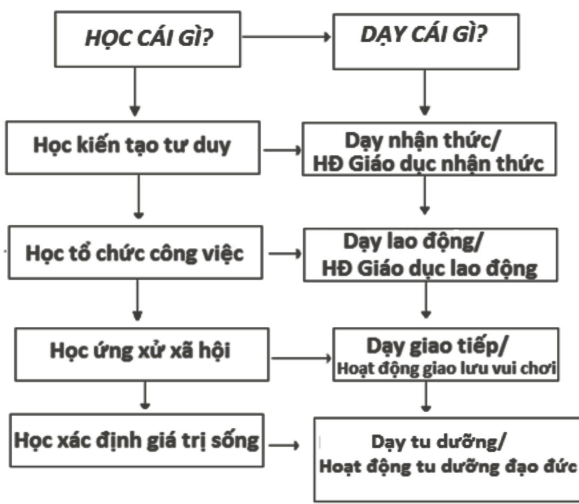 HỌC CÁI GÌ?
DẠY CÁI GÌ?
Học kiến tạo tư duy
Dạy nhận thức/
HĐ Giáo dục nhận thức
Học tổ chức công việc
Dạy lao động/
HĐ Giáo dục lao động
Học ứng xử xã hội
Dạy giao tiếp/
Hoạt động giao lưu vui chơi
Học xác định giá trị sống
Dạy tu dưỡng/
Hoạt động tu dưỡng đạo đức